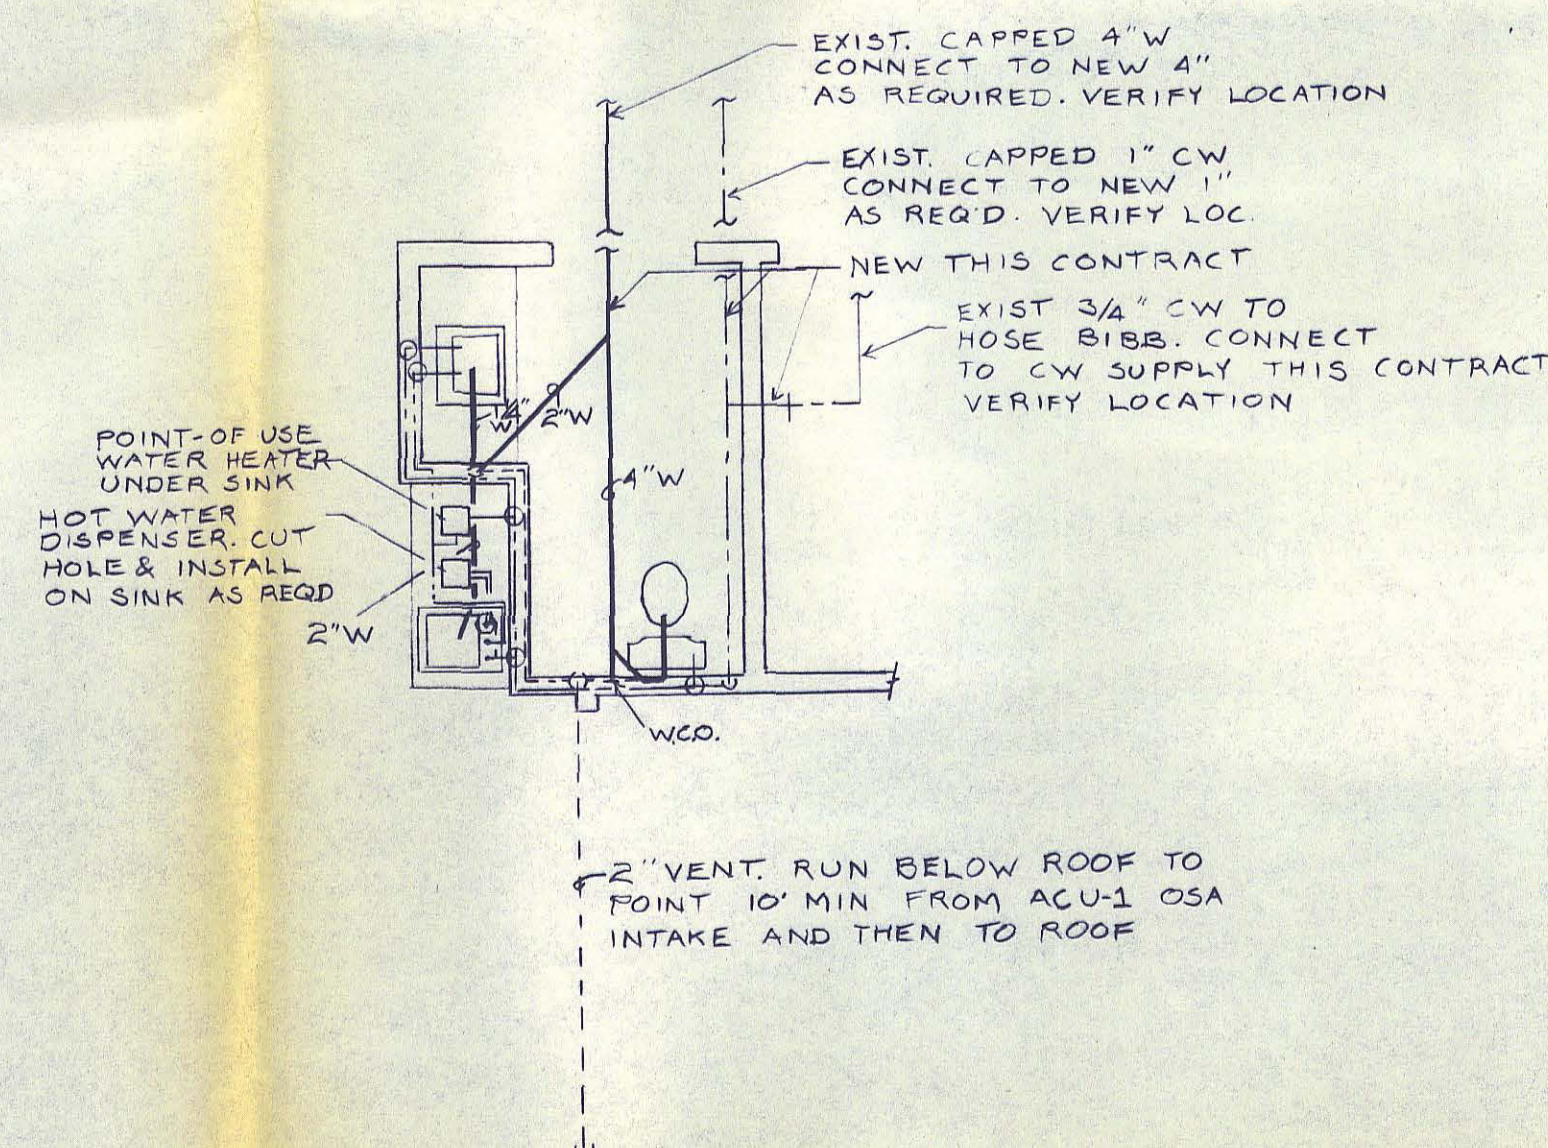 EXIST. CAPPED 4"W
CONNECT TO NEW 4"
AS REQUIRED. VERIFY LOCATION
EXIST. CAPPED 1" CW
CONNECT TO NEW 1"
AS REQ'D. VERIFY LOC.
NEW THIS CONTRACT
EXIST 3/4" CW TO
HOSE BIBB. CONNECT
TO CW SUPPLY THIS CONTRACT
VERIFY LOCATION
4"
W
2"W
POINT-OF USE
WATER HEATER
UNDER SINK
4"W
HOT WATER
DISPENSER. CUT
HOLE & INSTALL
ON SINK AS REQD
2"W
W.C.O.
2" VENT. RUN BELOW ROOF TO
POINT 10' MIN FROM ACU-1 OSA
INTAKE AND THEN TO ROOF